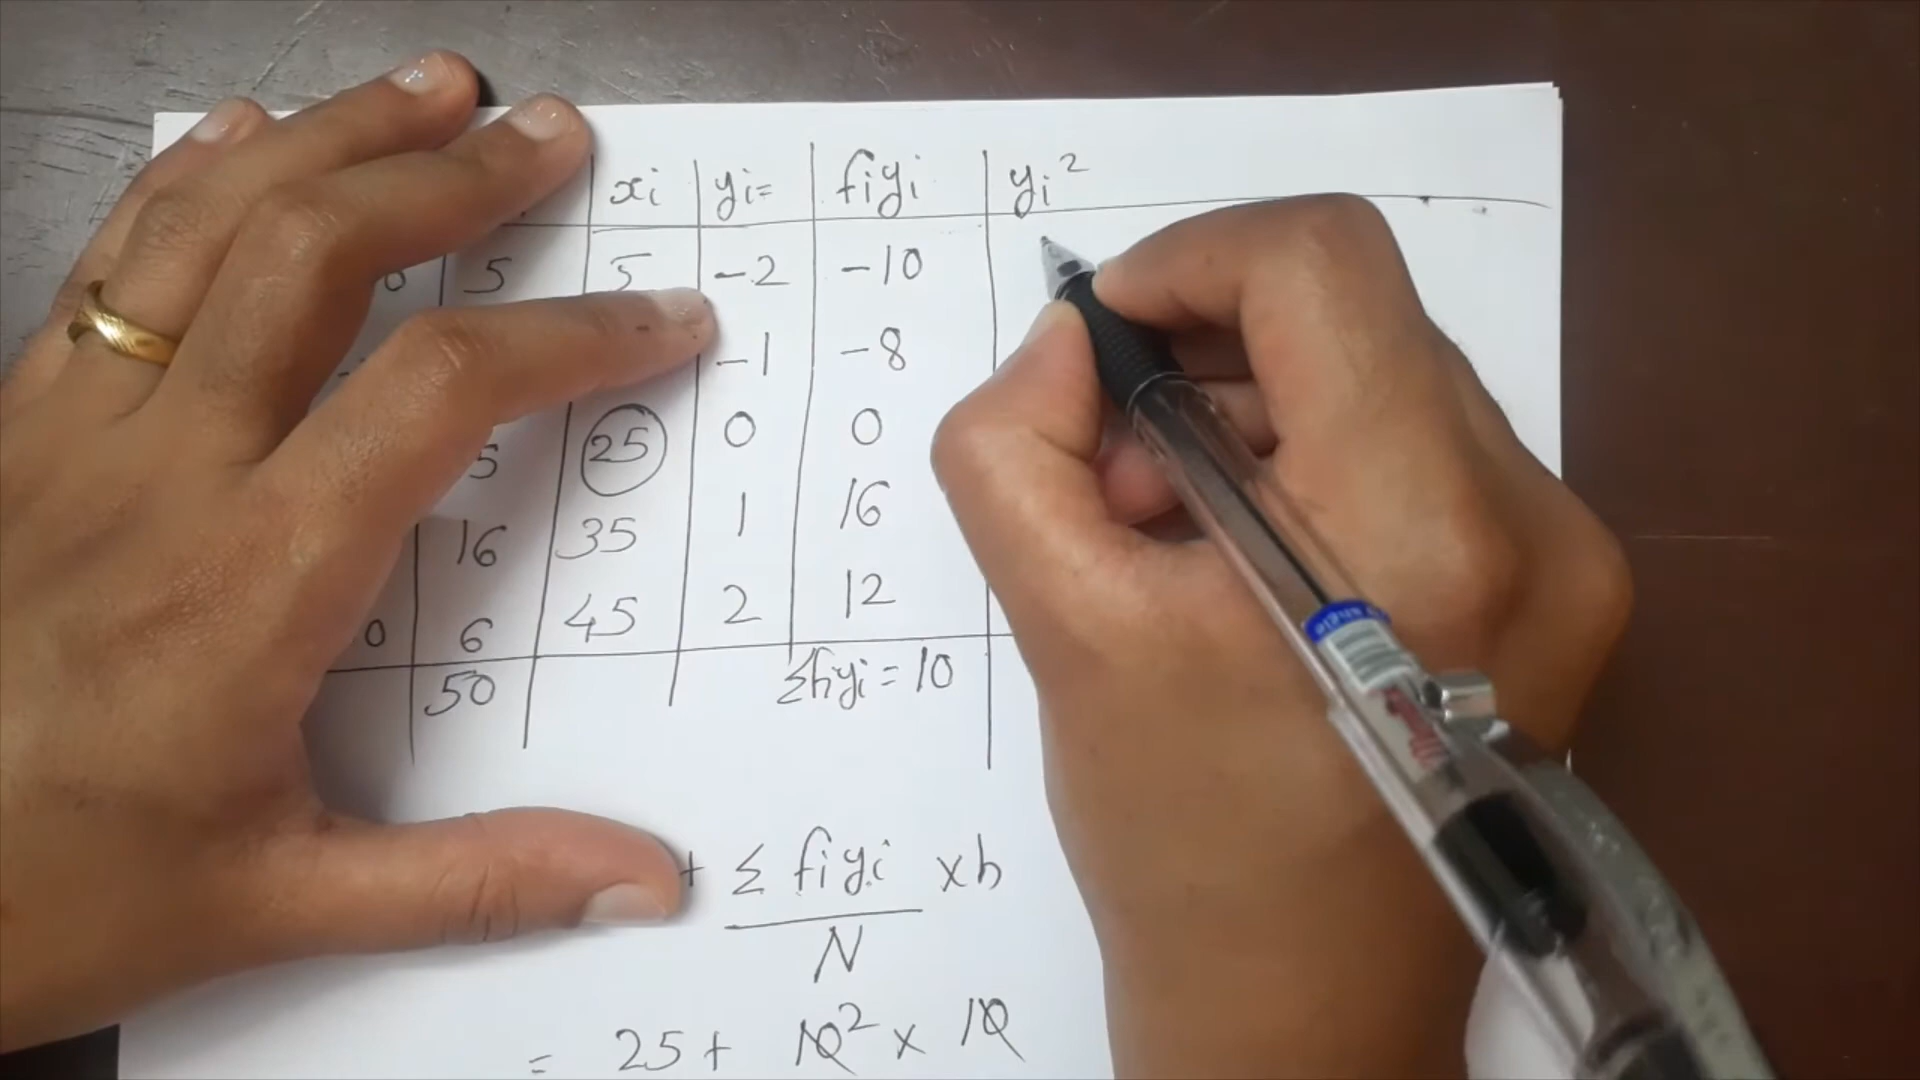 xi yi= fiyi yi²
0 5 5 -2 -10
-1 -8
5 25 0 0
16 35 1 16
0 6 45 2 12
50 Σfiyi = 10
+ Σ fiyi xh
N
= 25 + 10² x 10